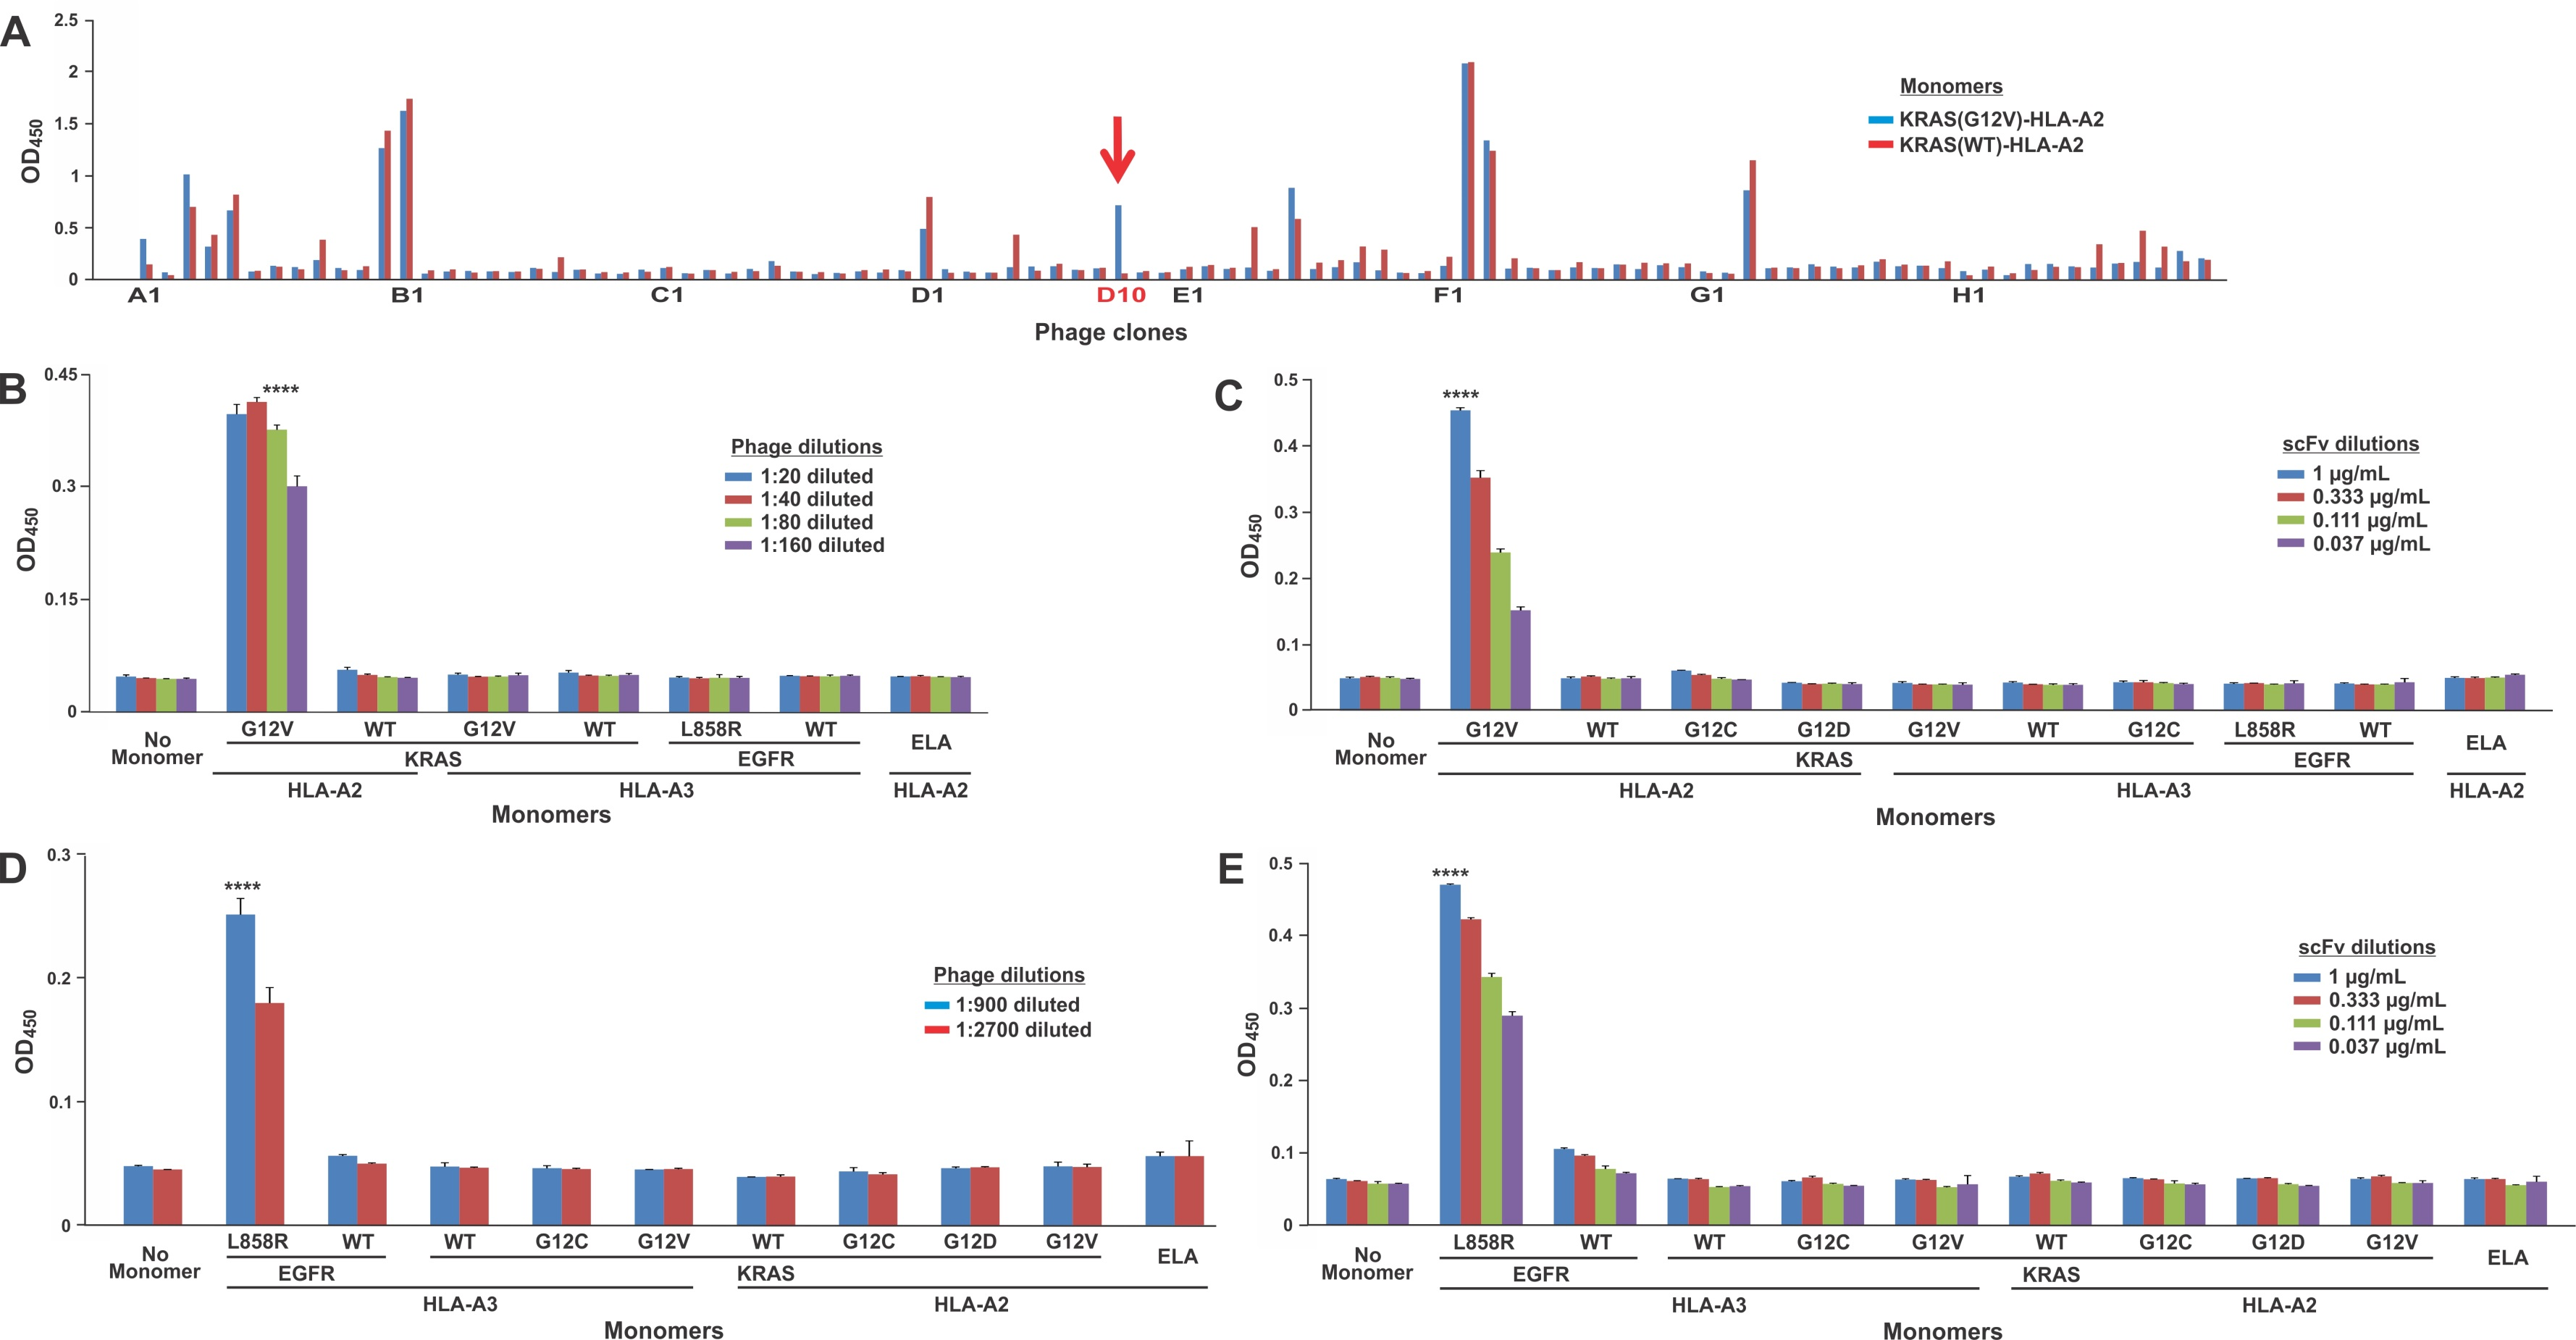 A
2.5
2
1.5
1
0.5
0
OD450
Monomers
KRAS(G12V)-HLA-A2
KRAS(WT)-HLA-A2
A1 B1 C1 D1 D10 E1 F1 G1 H1
Phage clones
B
0.45
0.3
0.15
0
OD450
****
Phage dilutions
1:20 diluted
1:40 diluted
1:80 diluted
1:160 diluted
No Monomer
G12V WT G12V WT L858R WT
ELA
KRAS EGFR
HLA-A2 HLA-A3 HLA-A2
Monomers
C
0.5
0.4
0.3
0.2
0.1
0
OD450
****
scFv dilutions
1 µg/mL
0.333 µg/mL
0.111 µg/mL
0.037 µg/mL
No Monomer
G12V WT G12C G12D G12V WT G12C L858R WT
ELA
KRAS EGFR
HLA-A2 HLA-A3 HLA-A2
Monomers
D
0.3
0.2
0.1
0
OD450
****
Phage dilutions
1:900 diluted
1:2700 diluted
No Monomer
L858R WT WT G12C G12V WT G12C G12D G12V
ELA
EGFR KRAS
HLA-A3 HLA-A2
Monomers
E
0.5
0.4
0.3
0.2
0.1
0
OD450
****
scFv dilutions
1 µg/mL
0.333 µg/mL
0.111 µg/mL
0.037 µg/mL
No Monomer
L858R WT WT G12C G12V WT G12C G12D G12V
ELA
EGFR KRAS
HLA-A3 HLA-A2
Monomers